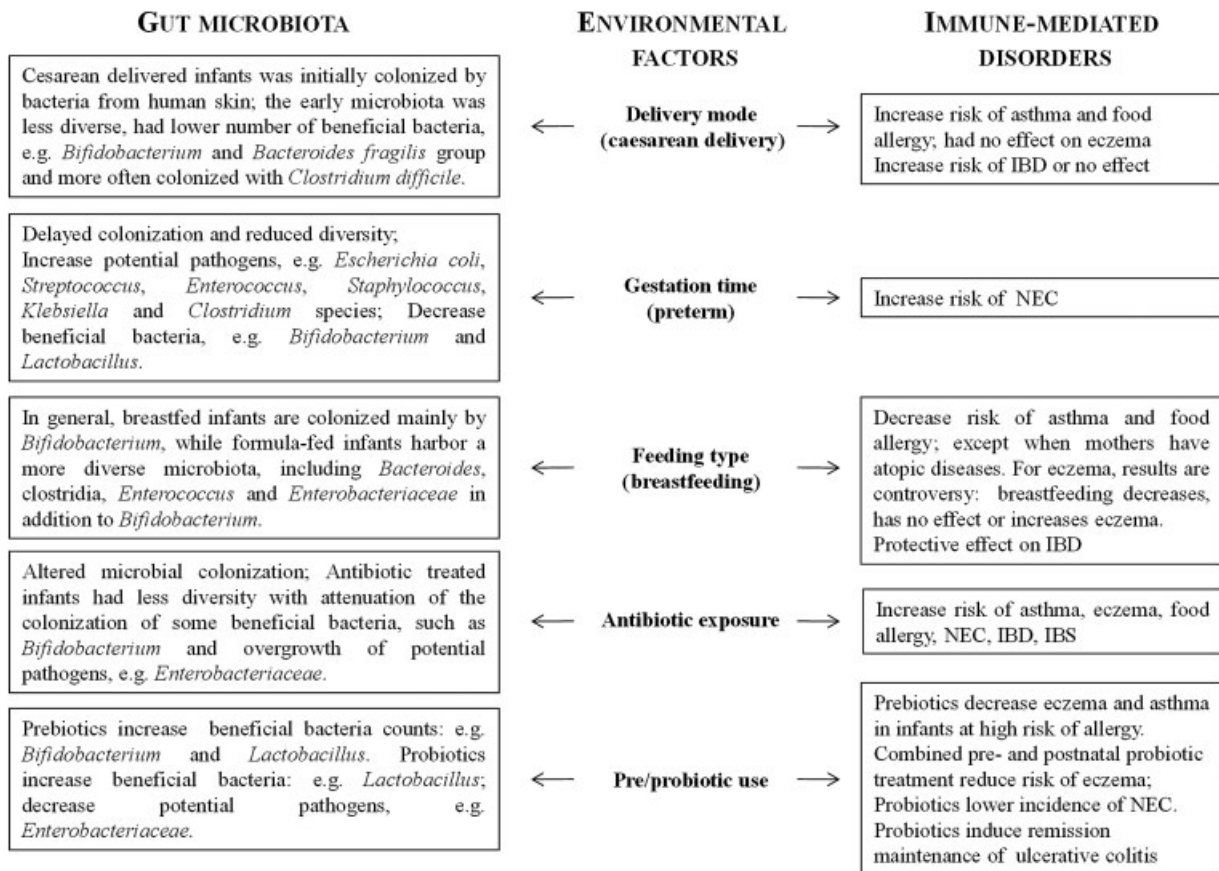 GUT MICROBIOTA
ENVIRONMENTAL
FACTORS
IMMUNE-MEDIATED
DISORDERS
Cesarean delivered infants was initially colonized by
bacteria from human skin; the early microbiota was
less diverse, had lower number of beneficial bacteria,
e.g. Bifidobacterium and Bacteroides fragilis group
and more often colonized with Clostridium difficile.
Delivery mode
(caesarean delivery)
Increase risk of asthma and food
allergy; had no effect on eczema
Increase risk of IBD or no effect
Delayed colonization and reduced diversity;
Increase potential pathogens, e.g. Escherichia coli,
Streptococcus, Enterococcus, Staphylococcus,
Klebsiella and Clostridium species; Decrease
beneficial bacteria, e.g. Bifidobacterium and
Lactobacillus.
Gestation time
(preterm)
Increase risk of NEC
In general, breastfed infants are colonized mainly by
Bifidobacterium, while formula-fed infants harbor a
more diverse microbiota, including Bacteroides,
clostridia, Enterococcus and Enterobacteriaceae in
addition to Bifidobacterium.
Feeding type
(breastfeeding)
Decrease risk of asthma and food
allergy; except when mothers have
atopic diseases. For eczema, results are
controversy: breastfeeding decreases,
has no effect or increases eczema.
Protective effect on IBD
Altered microbial colonization; Antibiotic treated
infants had less diversity with attenuation of the
colonization of some beneficial bacteria, such as
Bifidobacterium and overgrowth of potential
pathogens, e.g. Enterobacteriaceae.
Antibiotic exposure
Increase risk of asthma, eczema, food
allergy, NEC, IBD, IBS
Prebiotics increase beneficial bacteria counts: e.g.
Bifidobacterium and Lactobacillus. Probiotics
increase beneficial bacteria: e.g. Lactobacillus;
decrease potential pathogens, e.g.
Enterobacteriaceae.
Pre/probiotic use
Prebiotics decrease eczema and asthma
in infants at high risk of allergy.
Combined pre- and postnatal probiotic
treatment reduce risk of eczema;
Probiotics lower incidence of NEC.
Probiotics induce remission
maintenance of ulcerative colitis